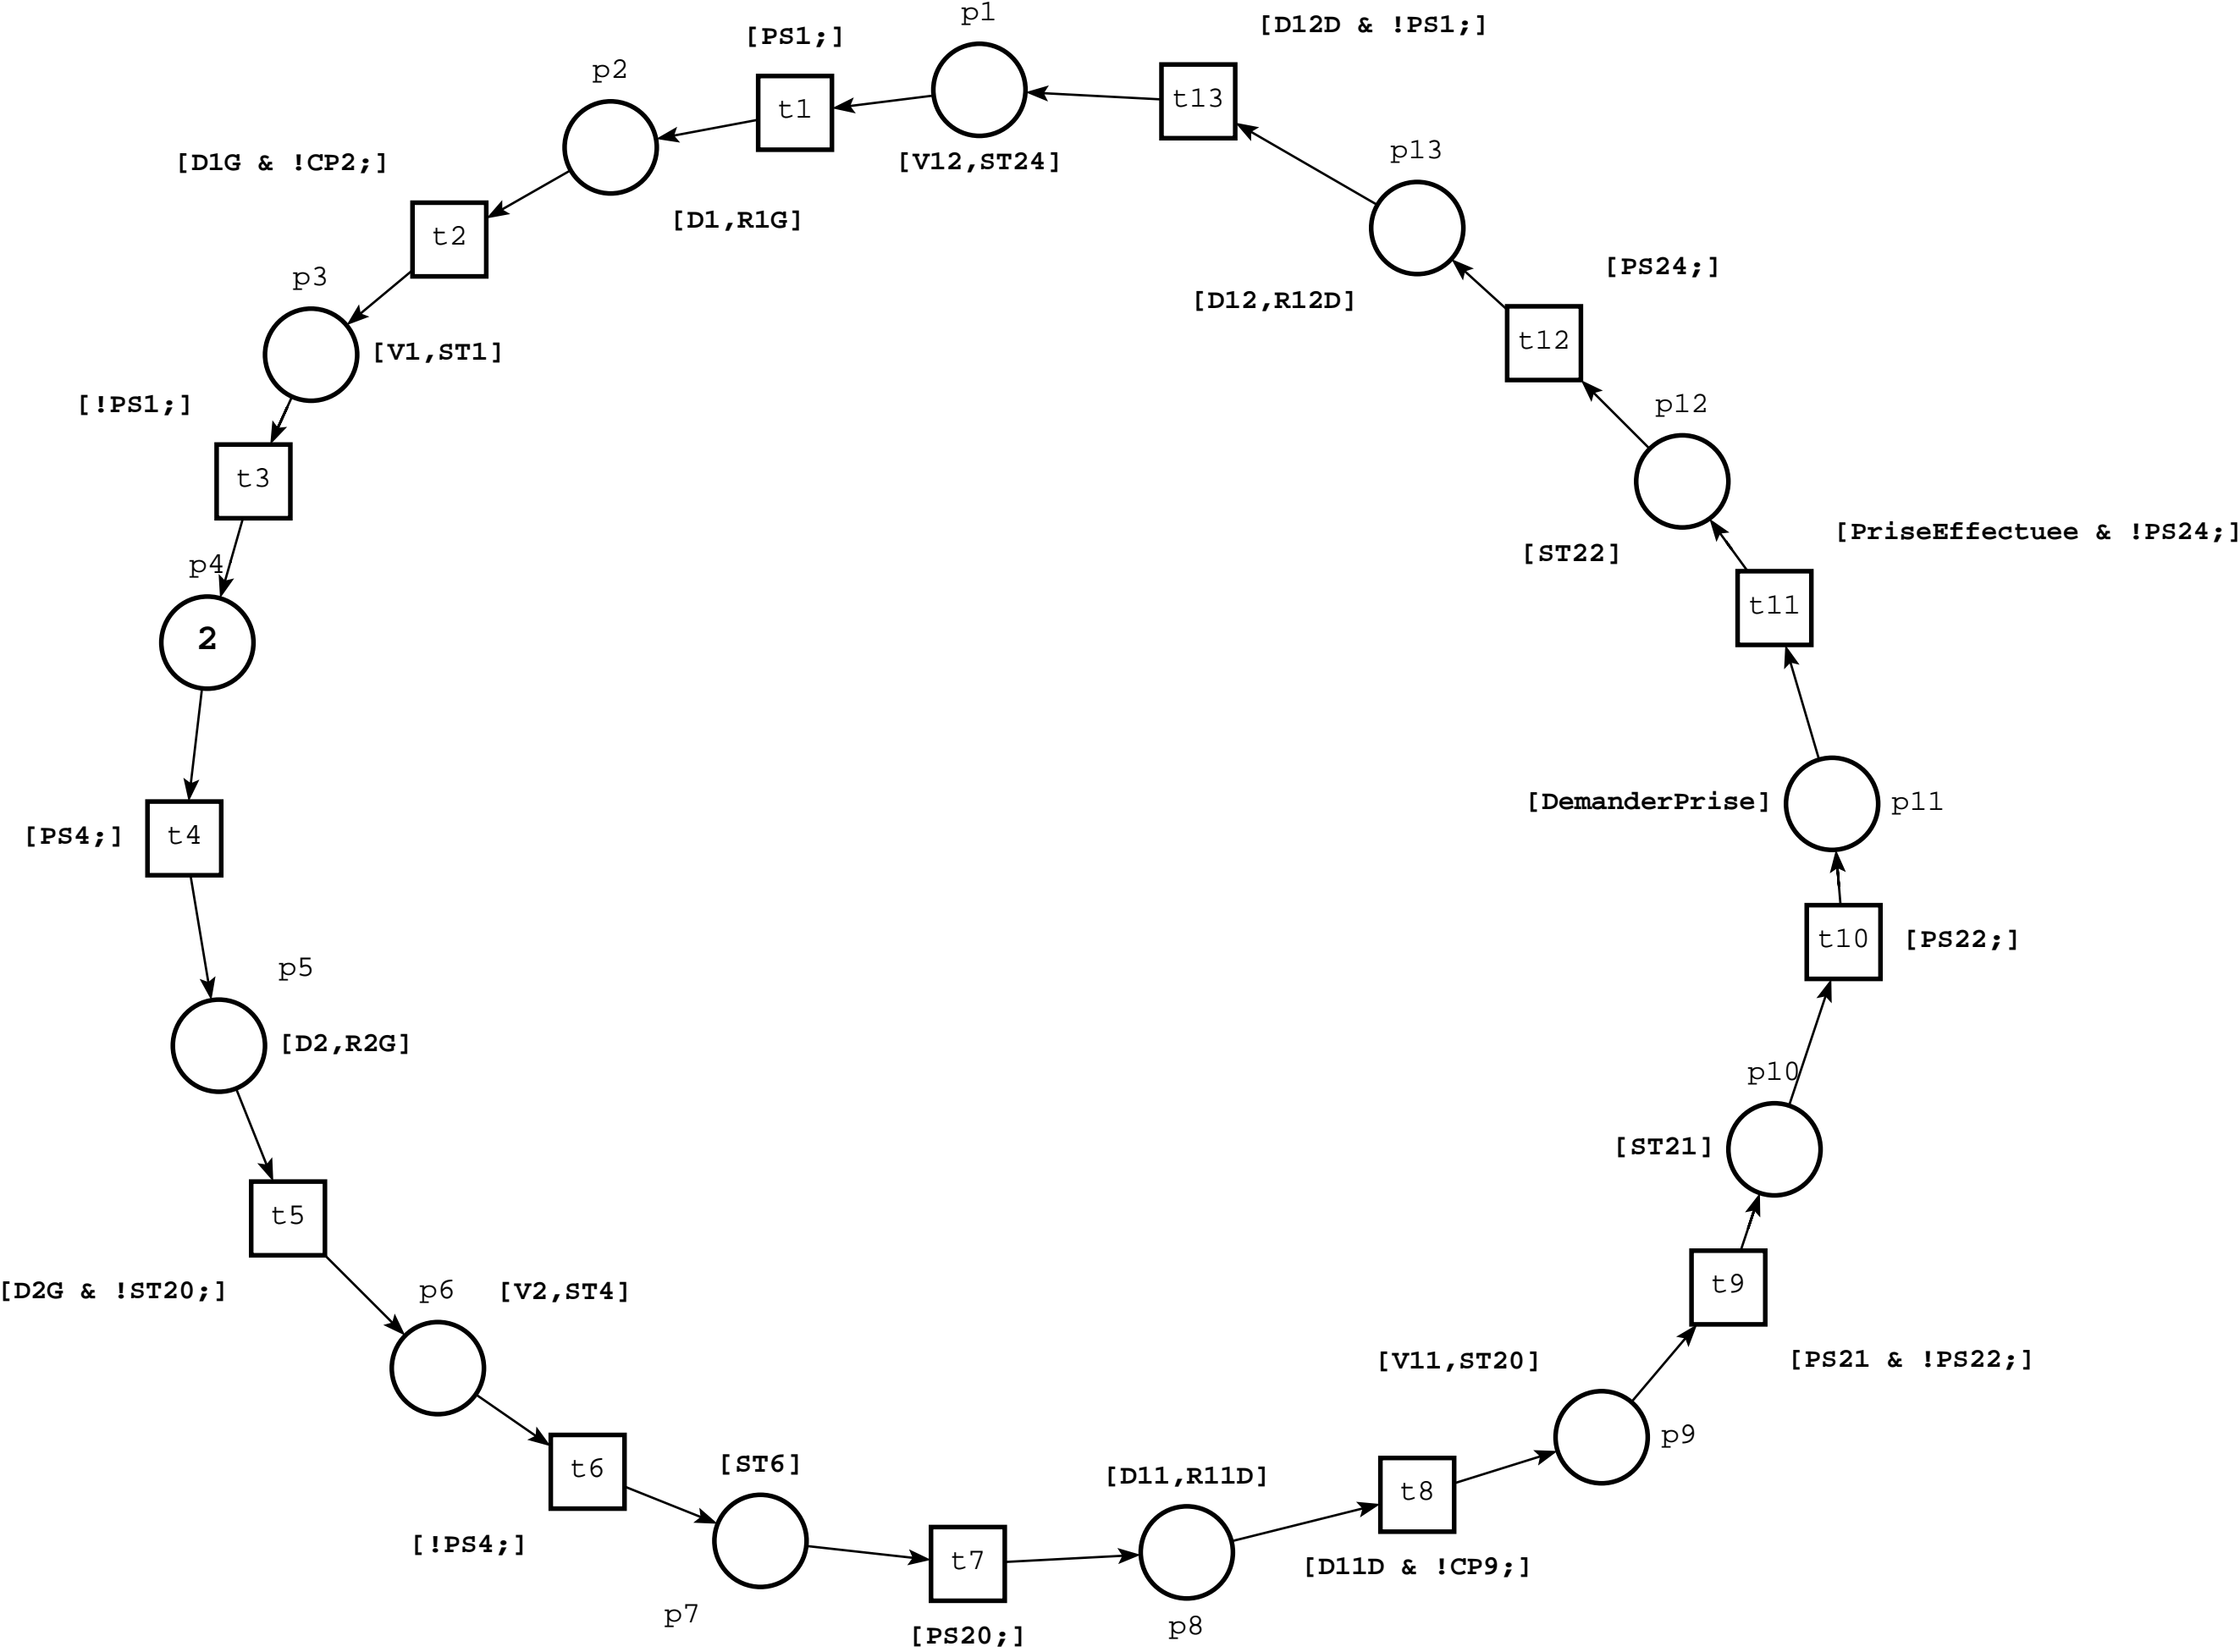 p1
[D12D & !PS1;]
[PS1;]
p2
t13
t1
p13
[D1G & !CP2;]
[V12,ST24]
[D1,R1G]
t2
[PS24;]
p3
[D12,R12D]
t12
[V1,ST1]
[!PS1;]
p12
t3
[PriseEffectuee & !PS24;]
[ST22]
p4
t11
2
[DemanderPrise]
p11
[PS4;]
t4
t10
[PS22;]
p5
[D2,R2G]
p10
[ST21]
t5
t9
[D2G & !ST20;]
p6
[V2,ST4]
[V11,ST20]
[PS21 & !PS22;]
p9
[ST6]
t6
[D11,R11D]
t8
[!PS4;]
t7
[D11D & !CP9;]
p7
p8
[PS20;]